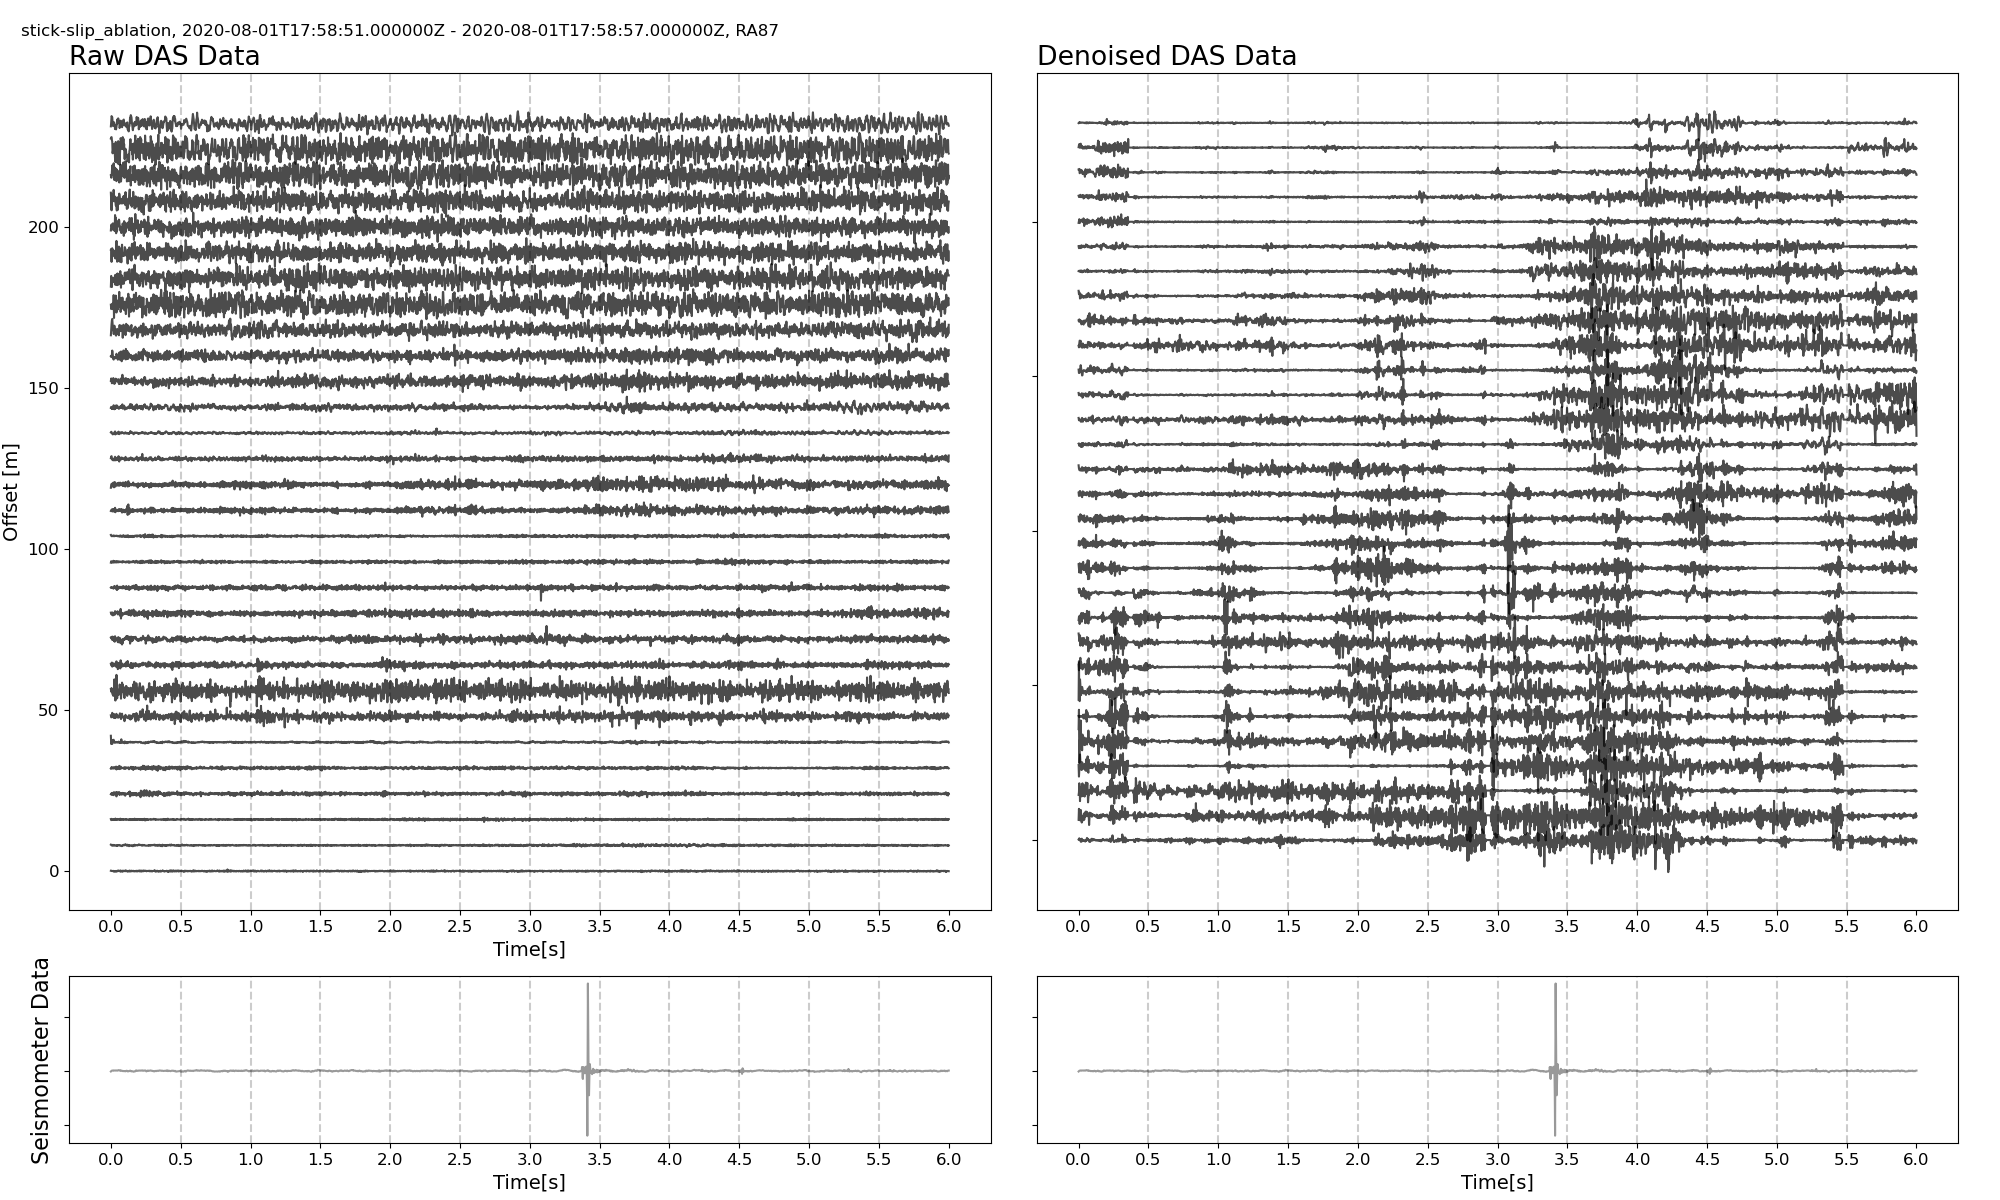 stick-slip_ablation, 2020-08-01T17:58:51.000000Z - 2020-08-01T17:58:57.000000Z, RA87
Raw DAS Data
Denoised DAS Data
Offset [m]
200
150
100
50
0
0.0 0.5 1.0 1.5 2.0 2.5 3.0 3.5 4.0 4.5 5.0 5.5 6.0
Time[s]
0.0 0.5 1.0 1.5 2.0 2.5 3.0 3.5 4.0 4.5 5.0 5.5 6.0
Seismometer Data
0.0 0.5 1.0 1.5 2.0 2.5 3.0 3.5 4.0 4.5 5.0 5.5 6.0
Time[s]
0.0 0.5 1.0 1.5 2.0 2.5 3.0 3.5 4.0 4.5 5.0 5.5 6.0
Time[s]